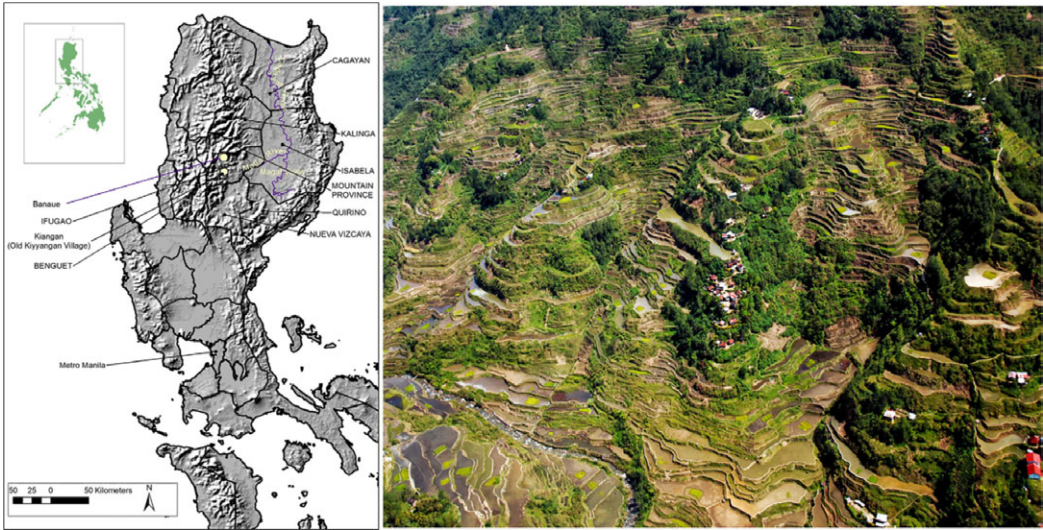 CAGAYAN
KALINGA
ISABELA
MOUNTAIN
PROVINCE
QUIRINO
NUEVA VIZCAYA
Banaue
IFUGAO
Kiangan
(Old Kiyyangan Village)
BENGUET
Metro Manila
50 25 0 50 Kilometers
N